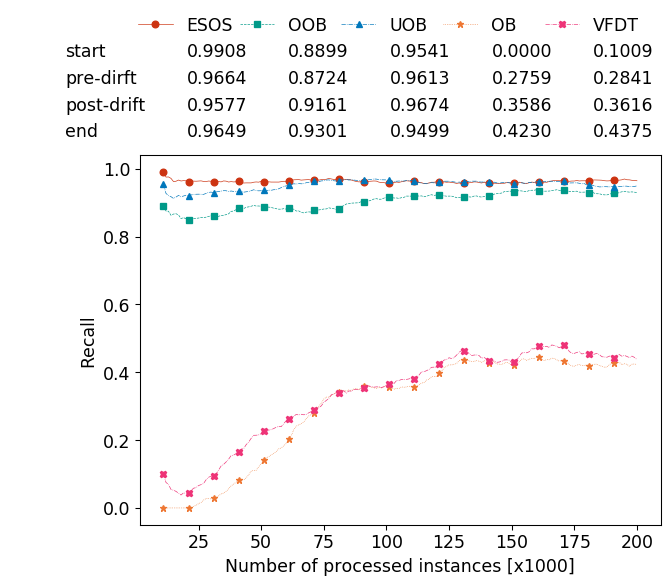 ESOS OOB UOB OB VFDT
start 0.9908 0.8899 0.9541 0.0000 0.1009
pre-dirft 0.9664 0.8724 0.9613 0.2759 0.2841
post-drift 0.9577 0.9161 0.9674 0.3586 0.3616
end 0.9649 0.9301 0.9499 0.4230 0.4375
1.0
0.8
0.6
0.4
0.2
0.0
Recall
25 50 75 100 125 150 175 200
Number of processed instances [x1000]